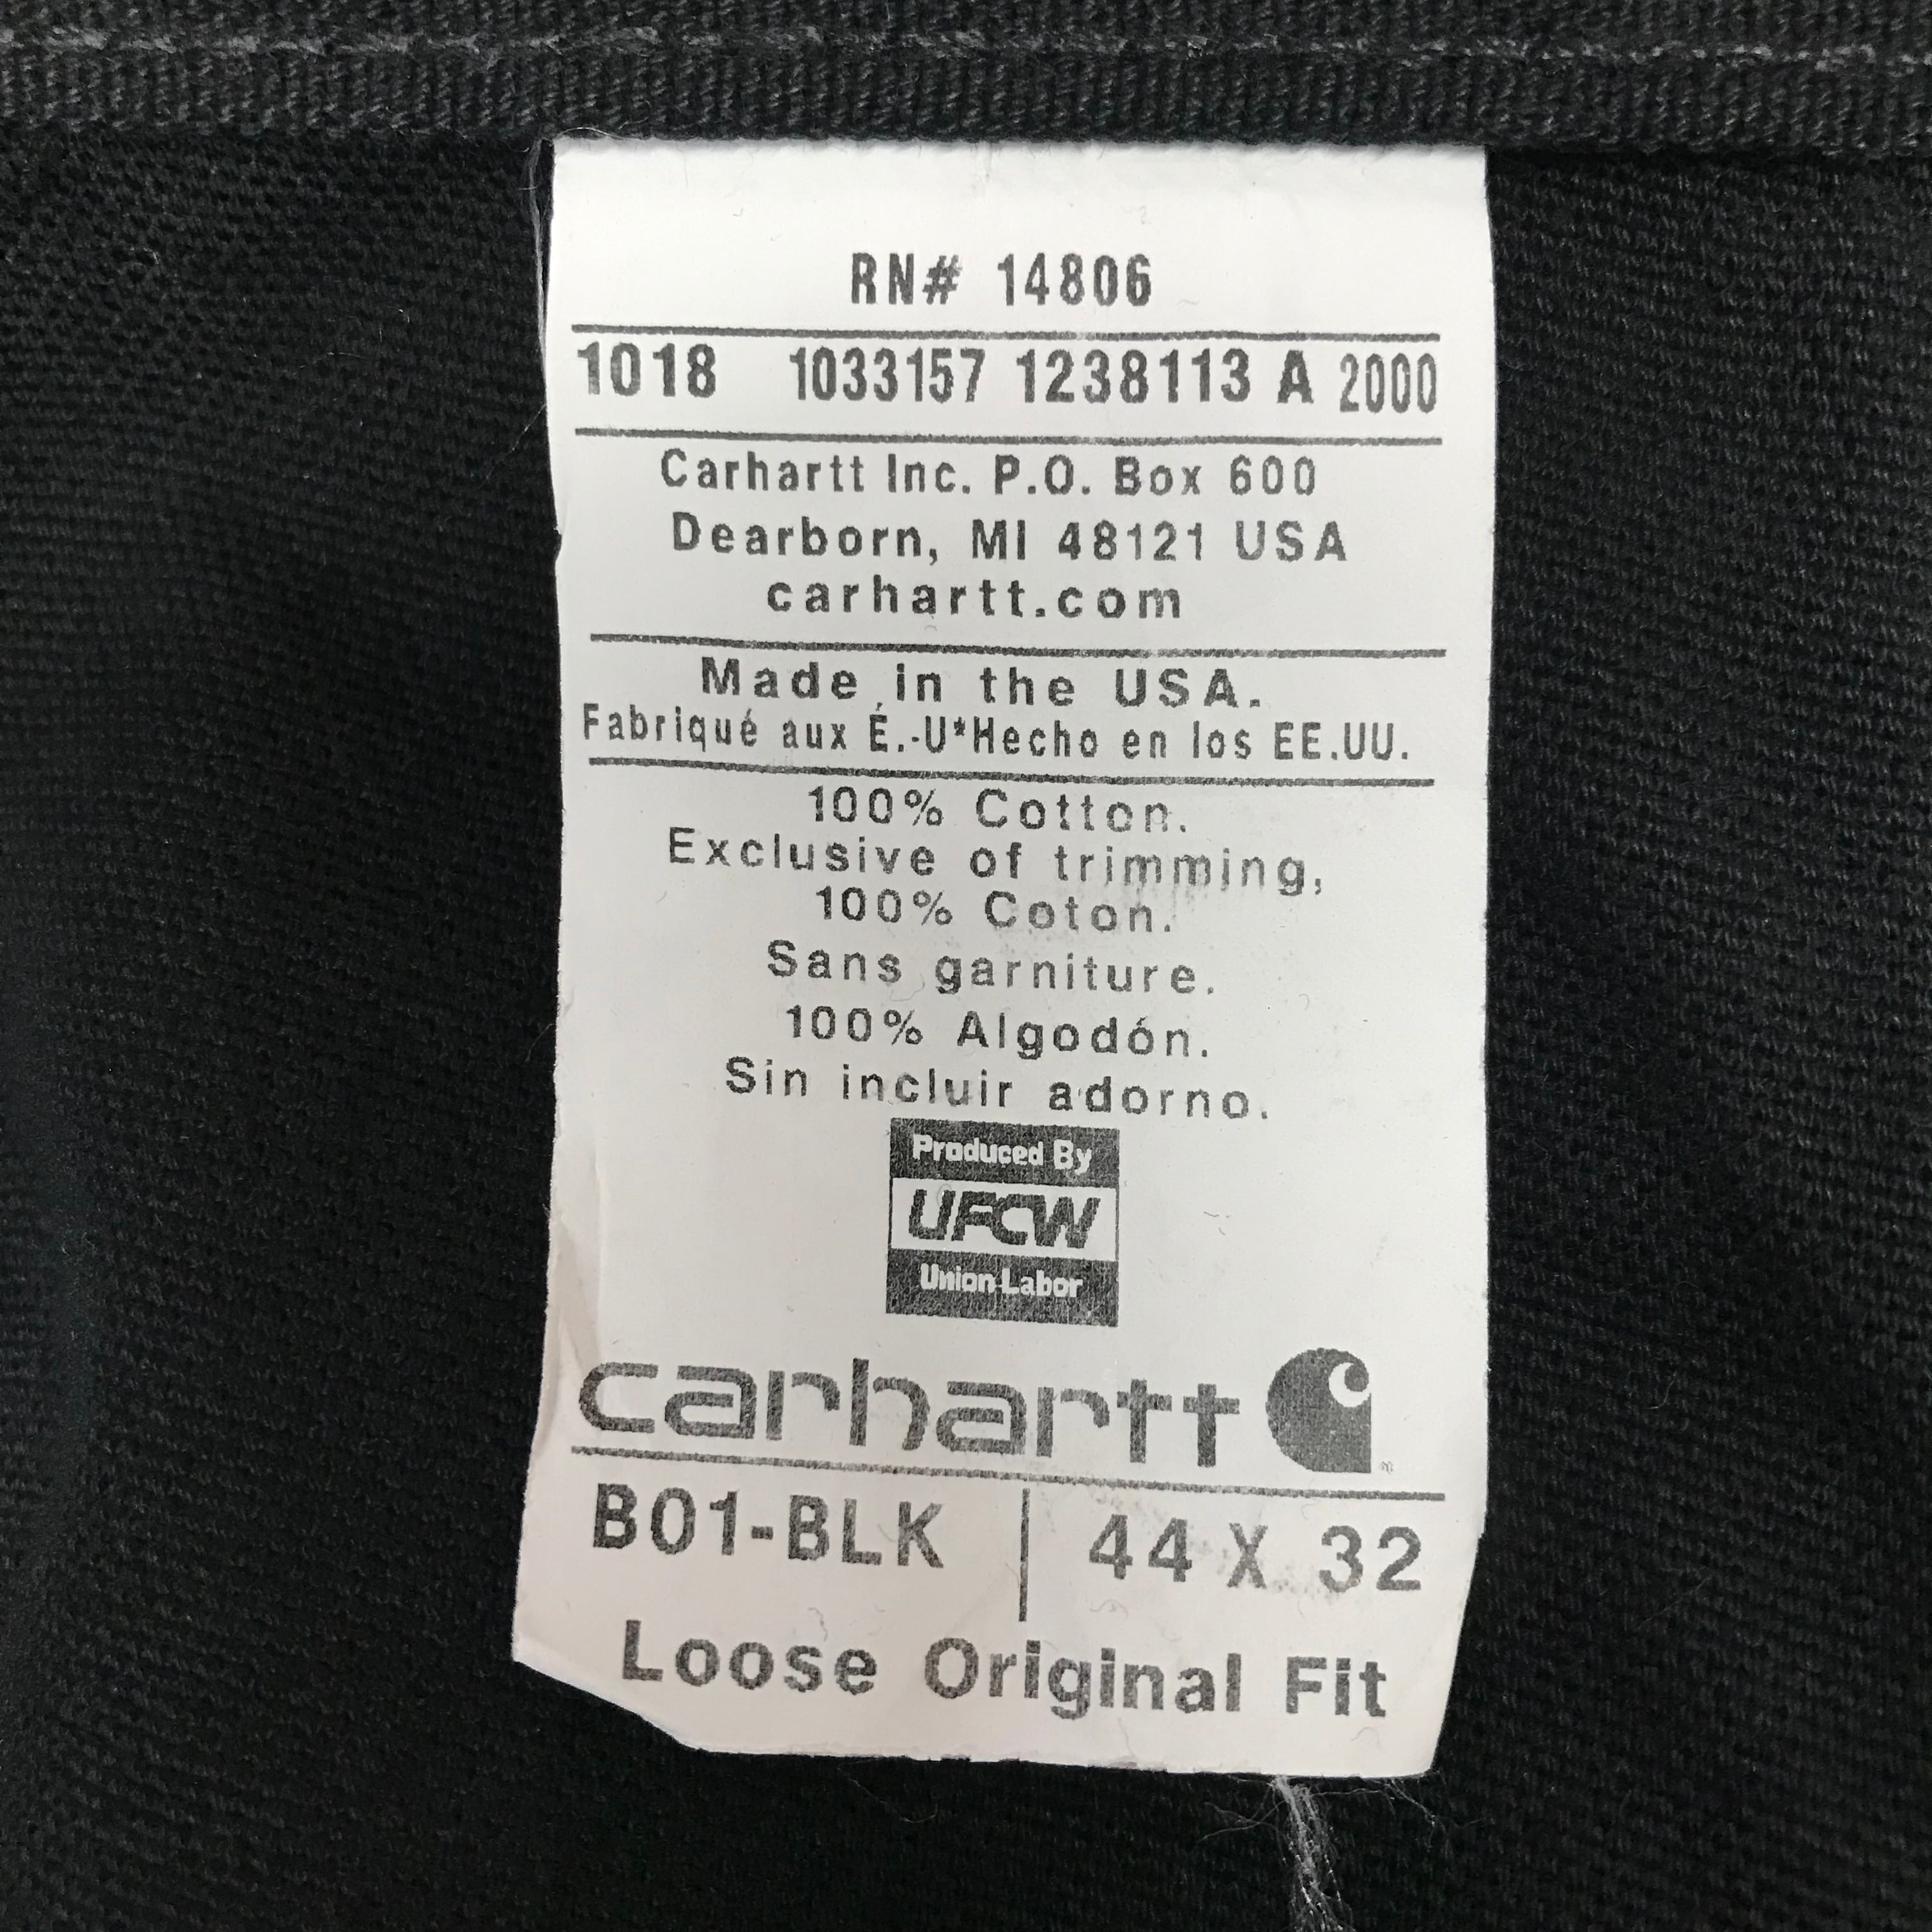 RN# 14806
1018 1033157 1238113 A 2000
Carhartt Inc. P.O. Box 600
Dearborn, MI 48121 USA
carhartt.com
Made in the USA.
Fabriqué aux É.-U*Hecho en los EE.UU.
100% Cotton.
Exclusive of trimming,
100% Coton.
Sans garniture.
100% Algodón.
Sin incluir adorno.
Produced By
UFCW
Union Labor
carhartt
B01-BLK | 44 X 32
Loose Original Fit